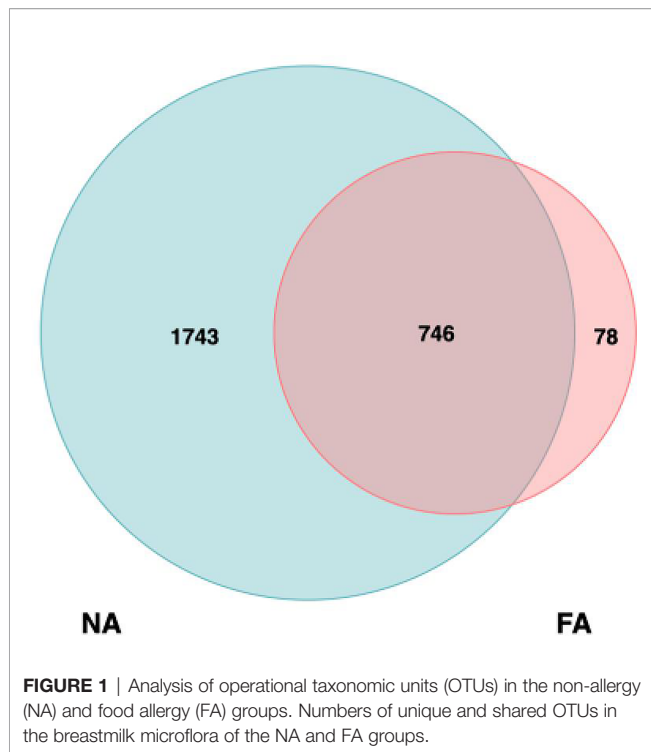 1743
746
78
NA
FA
FIGURE 1 | Analysis of operational taxonomic units (OTUs) in the non-allergy
(NA) and food allergy (FA) groups. Numbers of unique and shared OTUs in
the breastmilk microflora of the NA and FA groups.